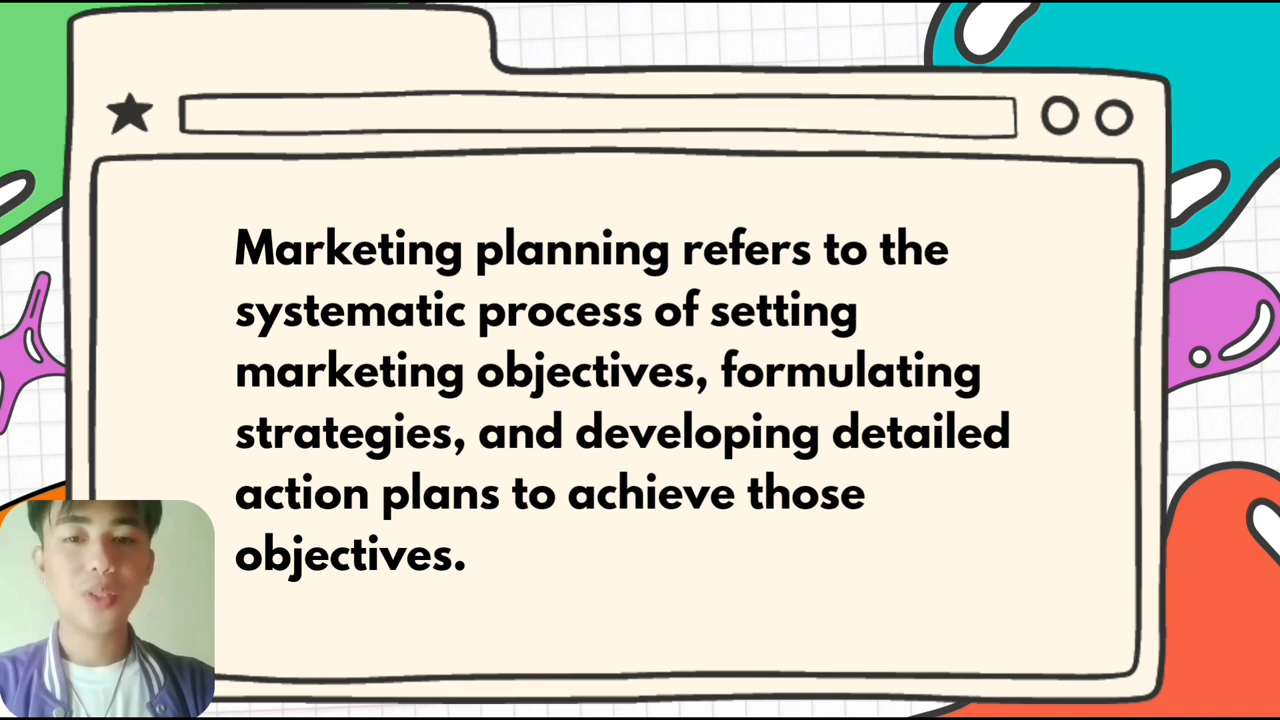 Marketing planning refers to the
systematic process of setting
marketing objectives, formulating
strategies, and developing detailed
action plans to achieve those
objectives.